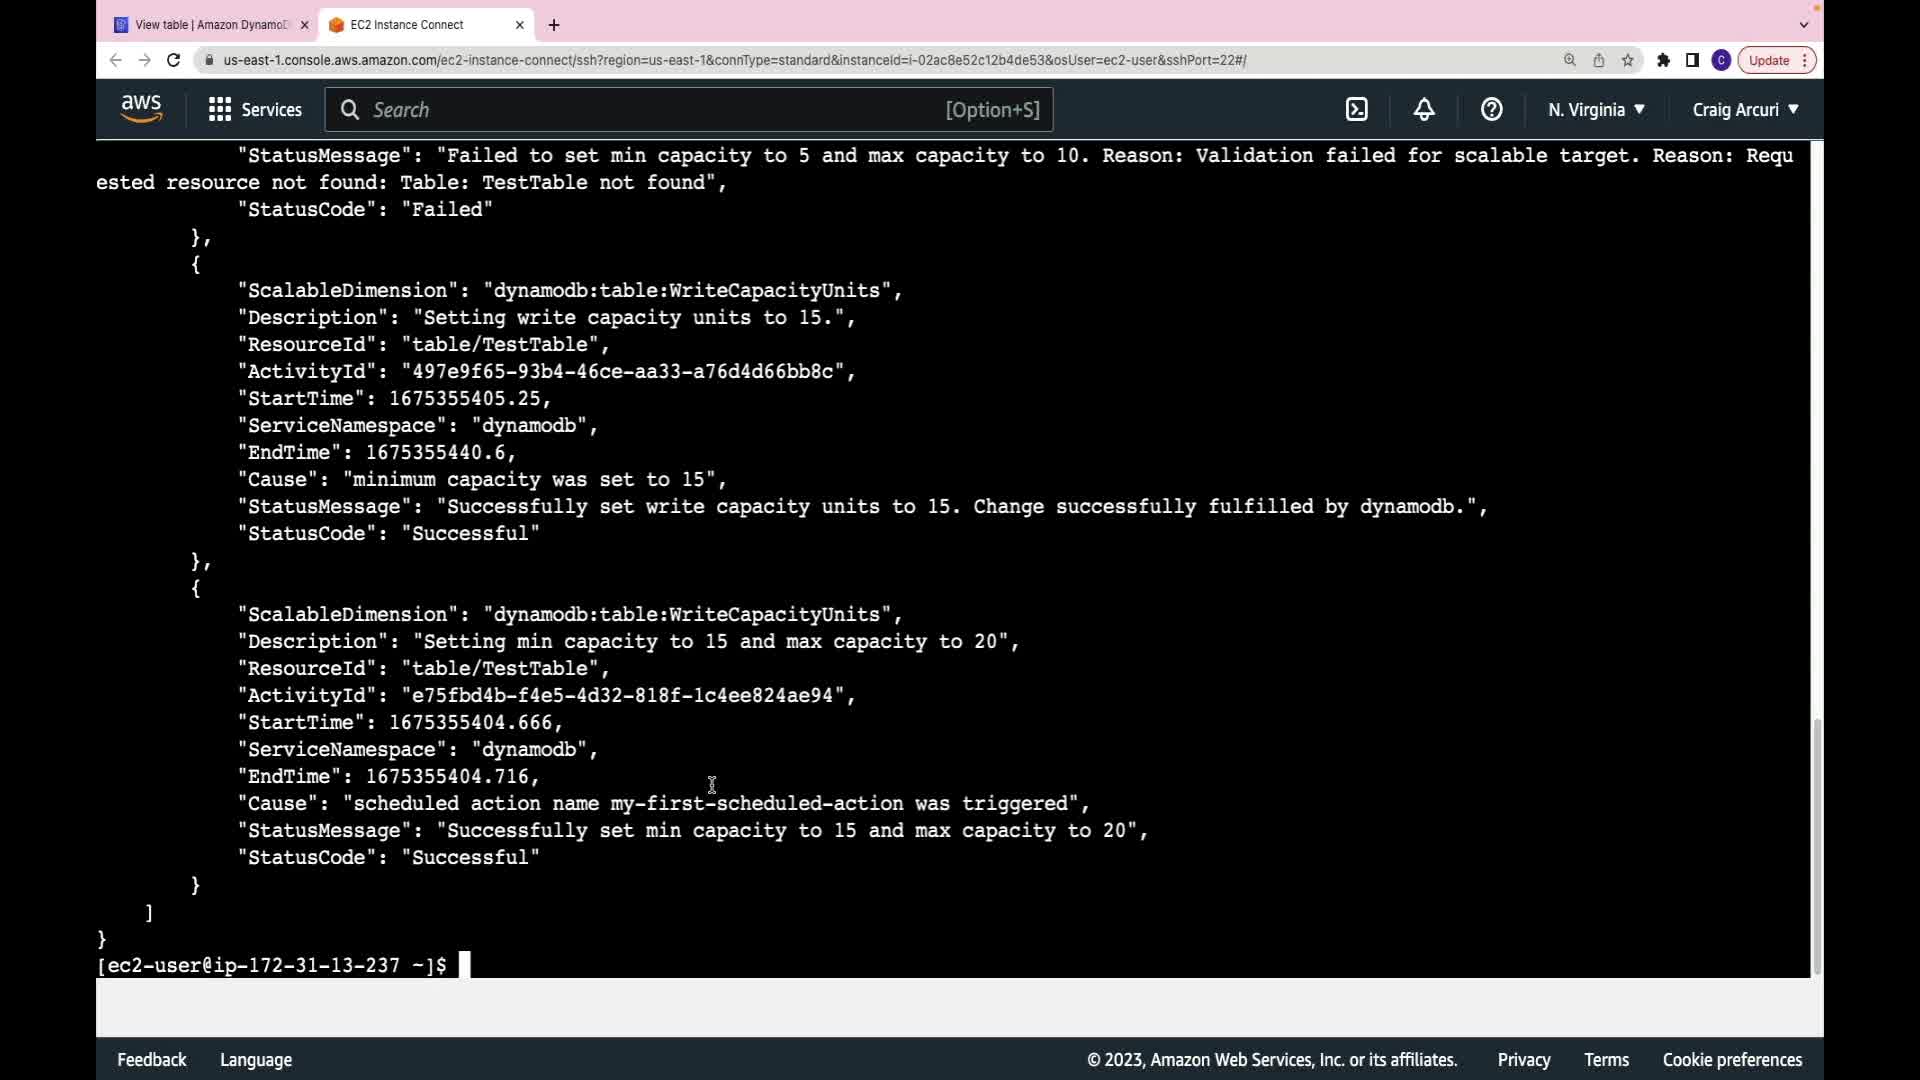 View table | Amazon DynamoD
EC2 Instance Connect
us-east-1.console.aws.amazon.com/ec2-instance-connect/ssh?region=us-east-1&connType=standard&instanceId=i-02ac8e52c12b4de53&osUser=ec2-user&sshPort=22#/
C
Update
aws
Services
Search
[Option+S]
N. Virginia
Craig Arcuri
"StatusMessage": "Failed to set min capacity to 5 and max capacity to 10. Reason: Validation failed for scalable target. Reason: Requ
ested resource not found: Table: TestTable not found",
"StatusCode": "Failed"
},
{
"ScalableDimension": "dynamodb:table:WriteCapacityUnits",
"Description": "Setting write capacity units to 15.",
"ResourceId": "table/TestTable",
"ActivityId": "497e9f65-93b4-46ce-aa33-a76d4d66bb8c",
"StartTime": 1675355405.25,
"ServiceNamespace": "dynamodb",
"EndTime": 1675355440.6,
"Cause": "minimum capacity was set to 15",
"StatusMessage": "Successfully set write capacity units to 15. Change successfully fulfilled by dynamodb.",
"StatusCode": "Successful"
},
{
"ScalableDimension": "dynamodb:table:WriteCapacityUnits",
"Description": "Setting min capacity to 15 and max capacity to 20",
"ResourceId": "table/TestTable",
"ActivityId": "e75fbd4b-f4e5-4d32-818f-1c4ee824ae94",
"StartTime": 1675355404.666,
"ServiceNamespace": "dynamodb",
"EndTime": 1675355404.716,
"Cause": "scheduled action name my-first-scheduled-action was triggered",
"StatusMessage": "Successfully set min capacity to 15 and max capacity to 20",
"StatusCode": "Successful"
}
]
}
[ec2-user@ip-172-31-13-237 ~]$
Feedback
Language
© 2023, Amazon Web Services, Inc. or its affiliates.
Privacy
Terms
Cookie preferences